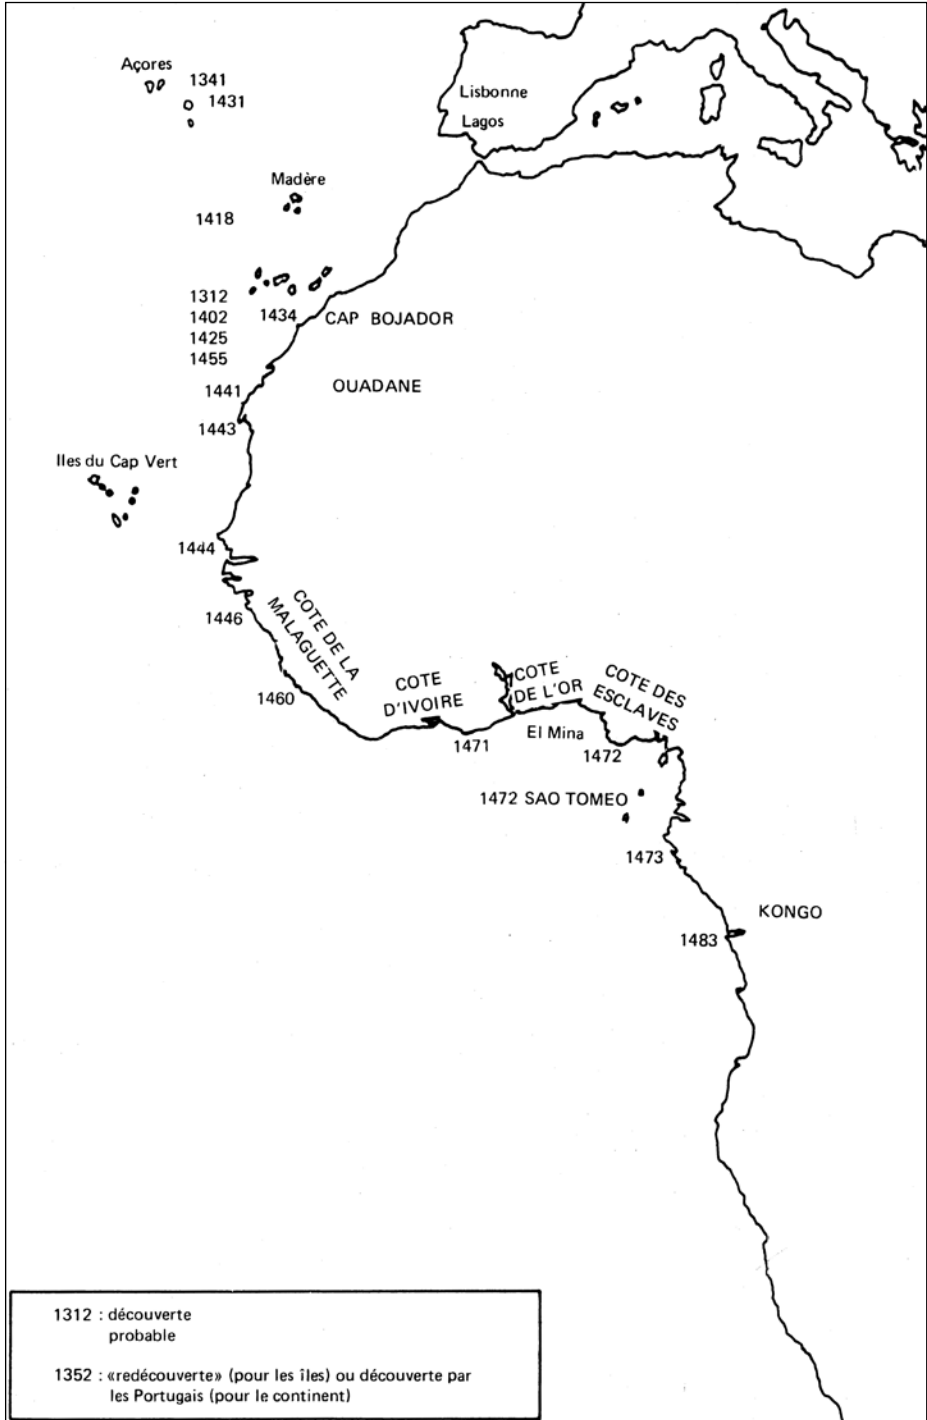 Açores
1341
1431
Lisbonne
Lagos
Madère
1418
1312
1402
1434
CAP BOJADOR
1425
1455
1441
OUADANE
1443
Iles du Cap Vert
1444
1446
COTE DE LA
MALAGUETTE
1460
COTE
D'IVOIRE
COTE
DE L'OR
COTE DES
ESCLAVES
1471
El Mina
1472
1472 SAO TOMEO
1473
KONGO
1483
1312 : découverte
probable
1352 : «redécouverte» (pour les îles) ou découverte par
les Portugais (pour le continent)